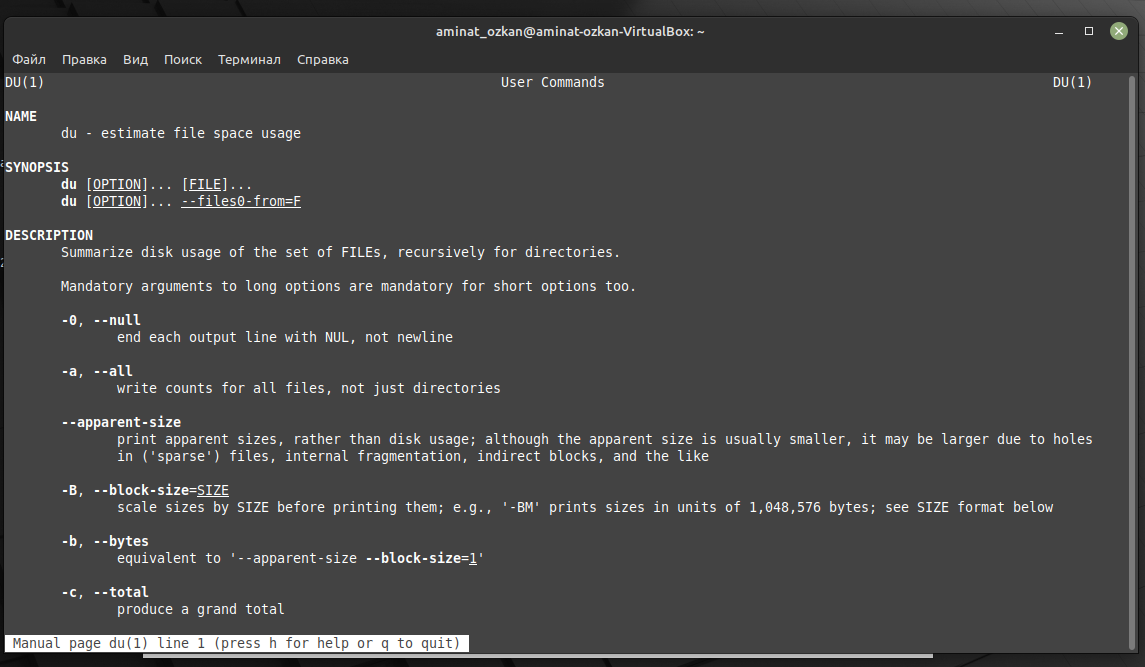 aminat_ozkan@aminat-ozkan-VirtualBox: ~
Файл Правка Вид Поиск Терминал Справка
DU(1) User Commands DU(1)
NAME
du - estimate file space usage
SYNOPSIS
du [OPTION]... [FILE]...
du [OPTION]... --files0-from=F
DESCRIPTION
Summarize disk usage of the set of FILEs, recursively for directories.
Mandatory arguments to long options are mandatory for short options too.
-0, --null
end each output line with NUL, not newline
-a, --all
write counts for all files, not just directories
--apparent-size
print apparent sizes, rather than disk usage; although the apparent size is usually smaller, it may be larger due to holes
in ('sparse') files, internal fragmentation, indirect blocks, and the like
-B, --block-size=SIZE
scale sizes by SIZE before printing them; e.g., '-BM' prints sizes in units of 1,048,576 bytes; see SIZE format below
-b, --bytes
equivalent to '--apparent-size --block-size=1'
-c, --total
produce a grand total
Manual page du(1) line 1 (press h for help or q to quit)